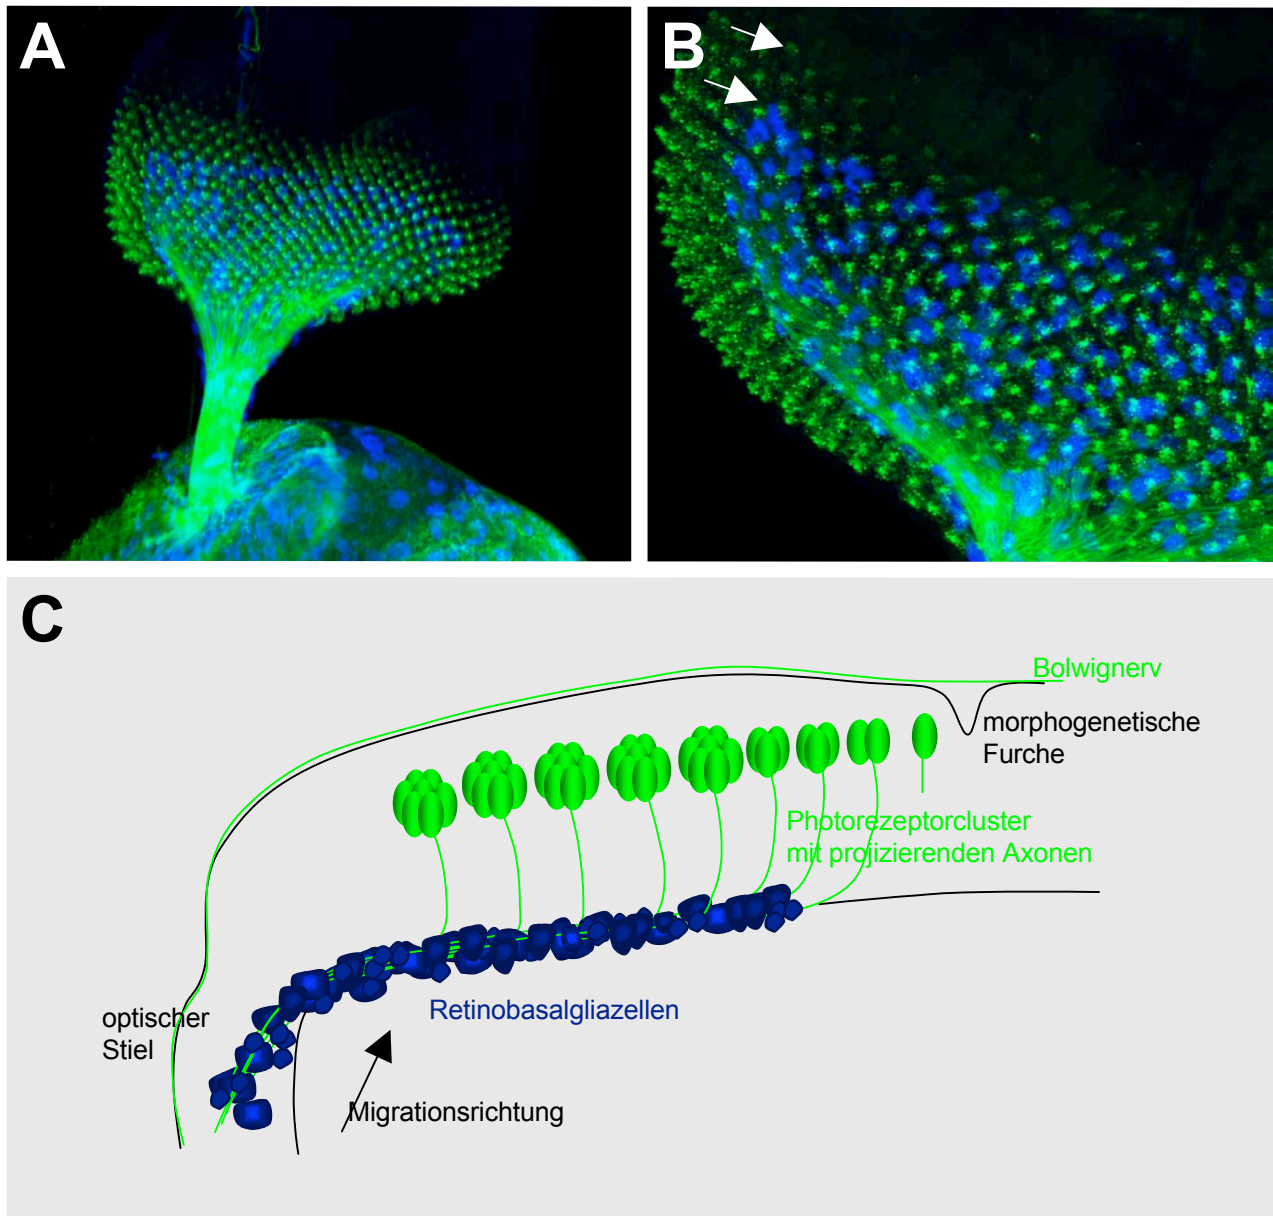 A
B
C
Bolwignerv
morphogenetische
Furche
Photorezeptorcluster
mit projizierenden Axonen
Retinobasalgliazellen
optischer
Stiel
Migrationsrichtung